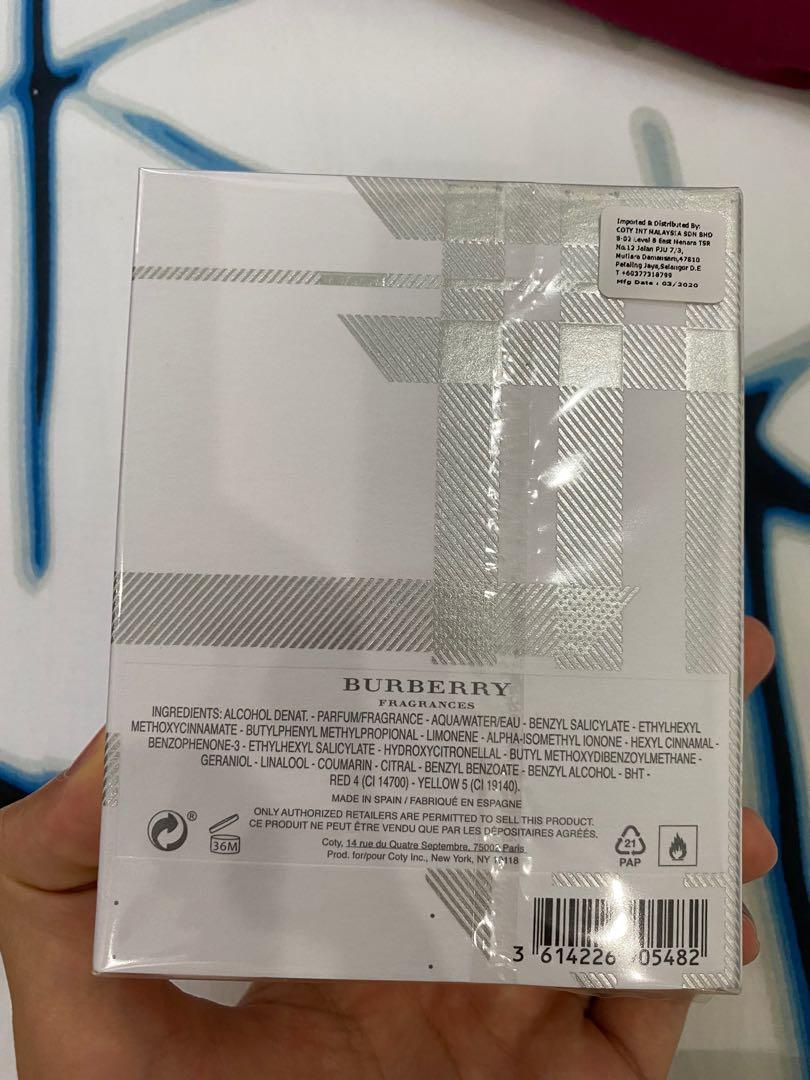 Imported & Distributed By:
COTY INT MALAYSIA SDN BHD
8-02 Level 8 East Menara TSR
No.12 Jalan PJU 7/3,
Mutiara Damansara,47810
Petaling Jaya,Selangor D.E
T +60377318799
Mfg Date : 03/2020
BURBERRY
FRAGRANCES
INGREDIENTS: ALCOHOL DENAT. - PARFUM/FRAGRANCE - AQUA/WATER/EAU - BENZYL SALICYLATE - ETHYLHEXYL
METHOXYCINNAMATE - BUTYLPHENYL METHYLPROPIONAL - LIMONENE - ALPHA-ISOMETHYL IONONE - HEXYL CINNAMAL -
BENZOPHENONE-3 - ETHYLHEXYL SALICYLATE - HYDROXYCITRONELLAL - BUTYL METHOXYDIBENZOYLMETHANE -
GERANIOL - LINALOOL - COUMARIN - CITRAL - BENZYL BENZOATE - BENZYL ALCOHOL - BHT -
RED 4 (CI 14700) - YELLOW 5 (CI 19140).
MADE IN SPAIN / FABRIQUÉ EN ESPAGNE
ONLY AUTHORIZED RETAILERS ARE PERMITTED TO SELL THIS PRODUCT.
CE PRODUIT NE PEUT ÊTRE VENDU QUE PAR LES DÉPOSITAIRES AGRÉÉS.
Coty, 14 rue du Quatre Septembre, 75002 Paris
Prod. for/pour Coty Inc., New York, NY
®
36M
21
PAP
3 614226 05482